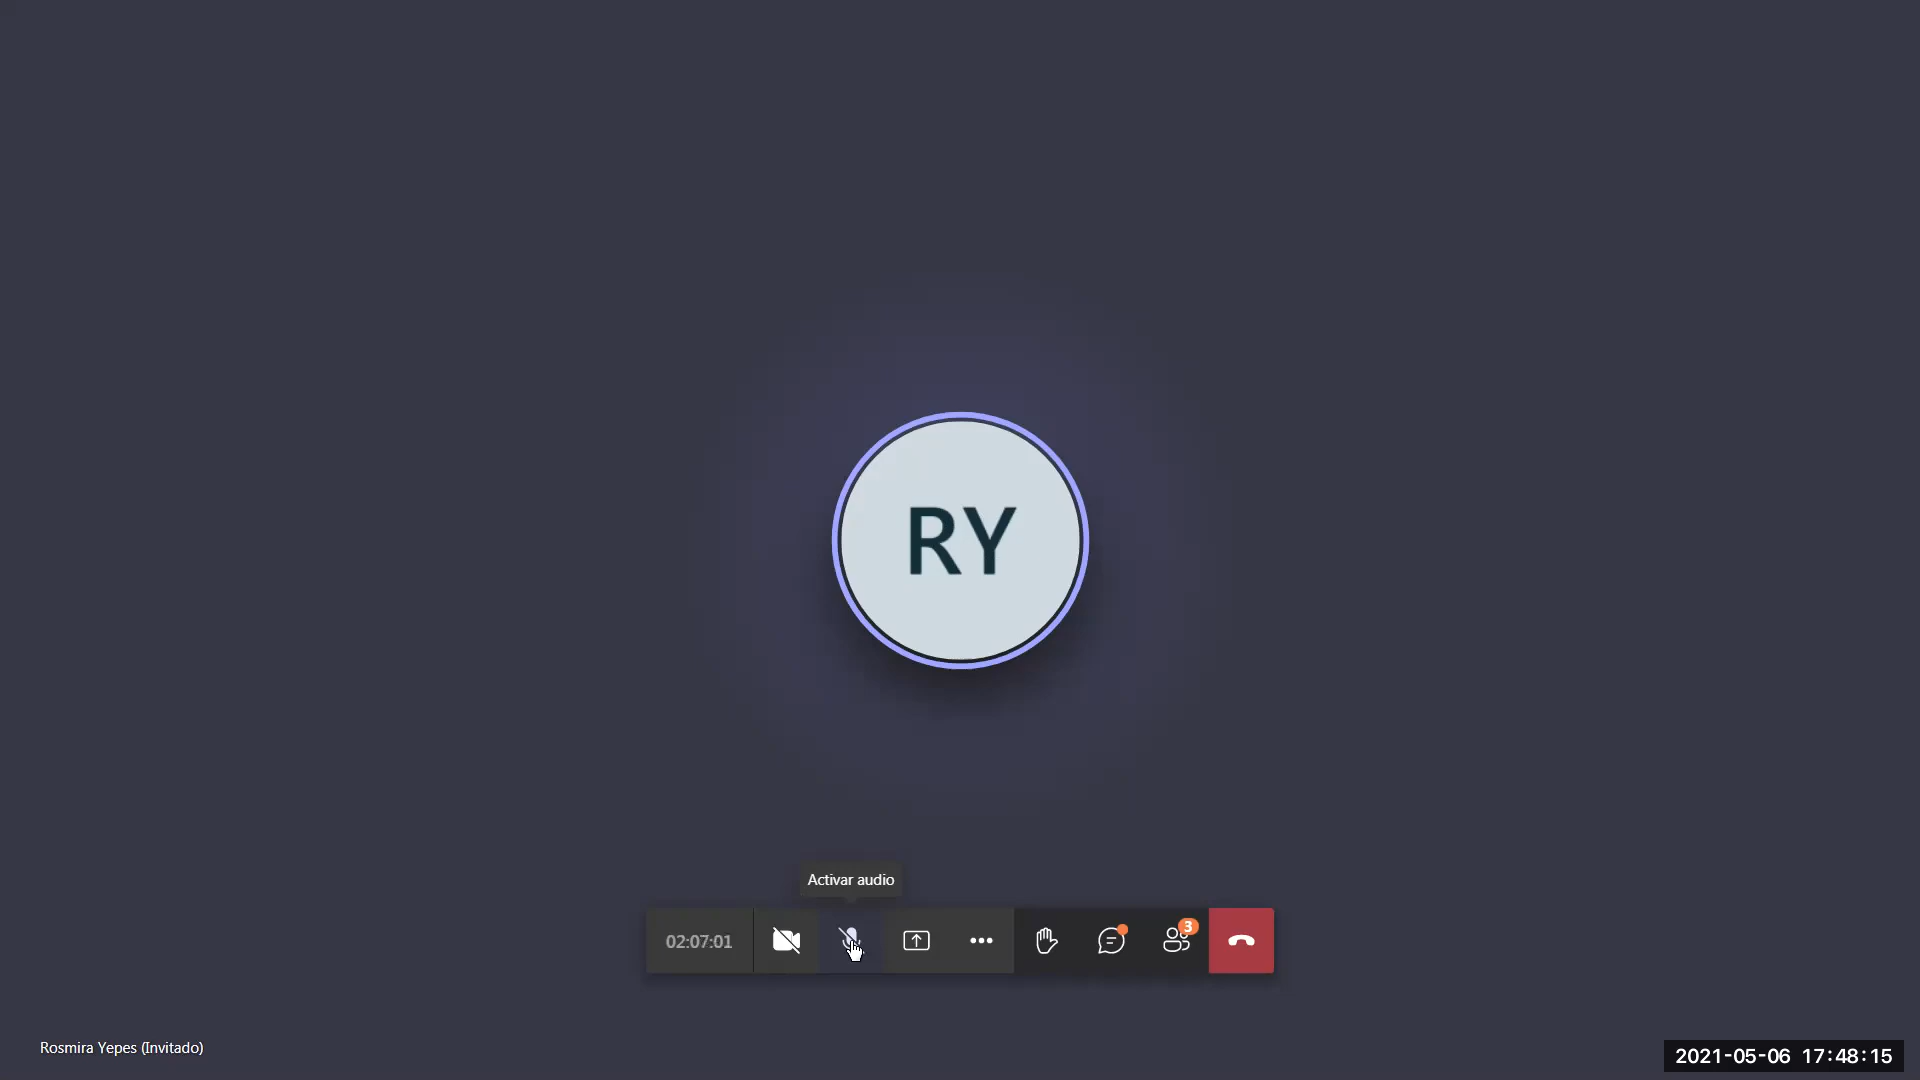 RY
Activar audio
02:07:01
3
Rosmira Yepes (Invitado)
2021-05-06 17:48:15